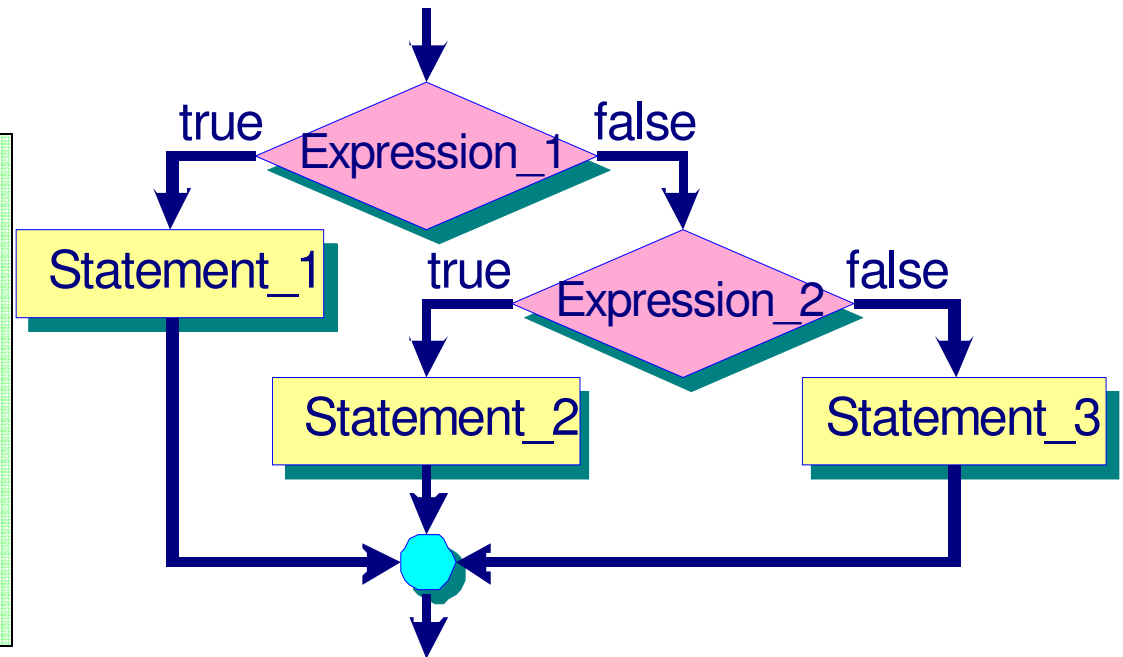 true
false
Expression_1
Statement_1
true
false
Expression_2
Statement_2
Statement_3